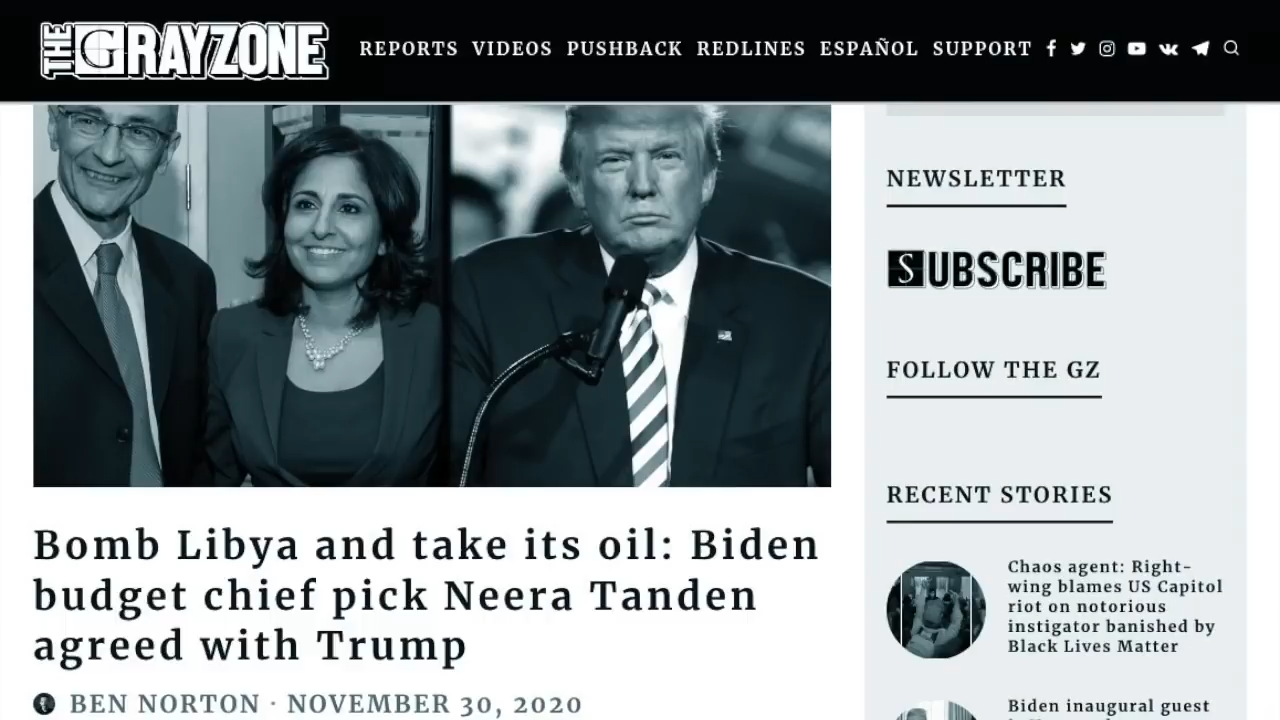 THE GRAYZONE
REPORTS VIDEOS PUSHBACK REDLINES ESPAÑOL SUPPORT
NEWSLETTER
SUBSCRIBE
FOLLOW THE GZ
RECENT STORIES
Chaos agent: Right-
wing blames US Capitol
riot on notorious
instigator banished by
Black Lives Matter
Biden inaugural guest
Bomb Libya and take its oil: Biden
budget chief pick Neera Tanden
agreed with Trump
BEN NORTON · NOVEMBER 30, 2020